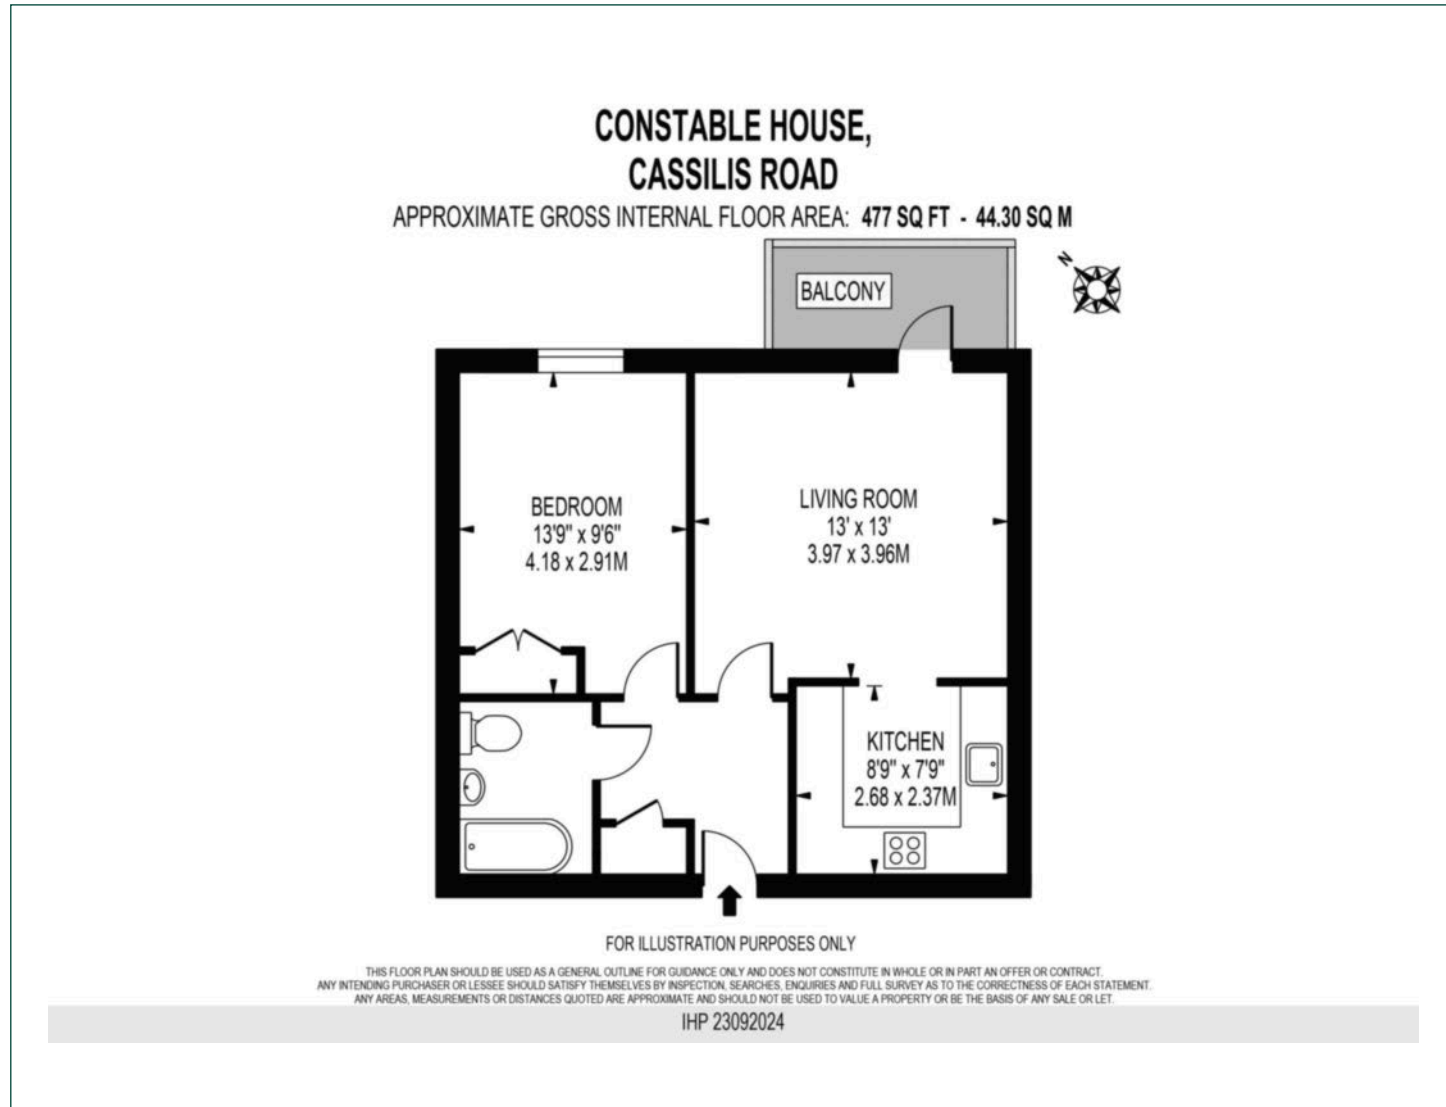 CONSTABLE HOUSE,
CASSILIS ROAD
APPROXIMATE GROSS INTERNAL FLOOR AREA: 477 SQ FT - 44.30 SQ M
BALCONY
N
BEDROOM
13'9" x 9'6"
4.18 x 2.91M
LIVING ROOM
13' x 13'
3.97 x 3.96M
KITCHEN
8'9" x 7'9"
2.68 x 2.37M
FOR ILLUSTRATION PURPOSES ONLY
THIS FLOOR PLAN SHOULD BE USED AS A GENERAL OUTLINE FOR GUIDANCE ONLY AND DOES NOT CONSTITUTE IN WHOLE OR IN PART AN OFFER OR CONTRACT.
ANY INTENDING PURCHASER OR LESSEE SHOULD SATISFY THEMSELVES BY INSPECTION, SEARCHES, ENQUIRIES AND FULL SURVEY AS TO THE CORRECTNESS OF EACH STATEMENT.
ANY AREAS, MEASUREMENTS OR DISTANCES QUOTED ARE APPROXIMATE AND SHOULD NOT BE USED TO VALUE A PROPERTY OR BE THE BASIS OF ANY SALE OR LET.
IHP 23092024